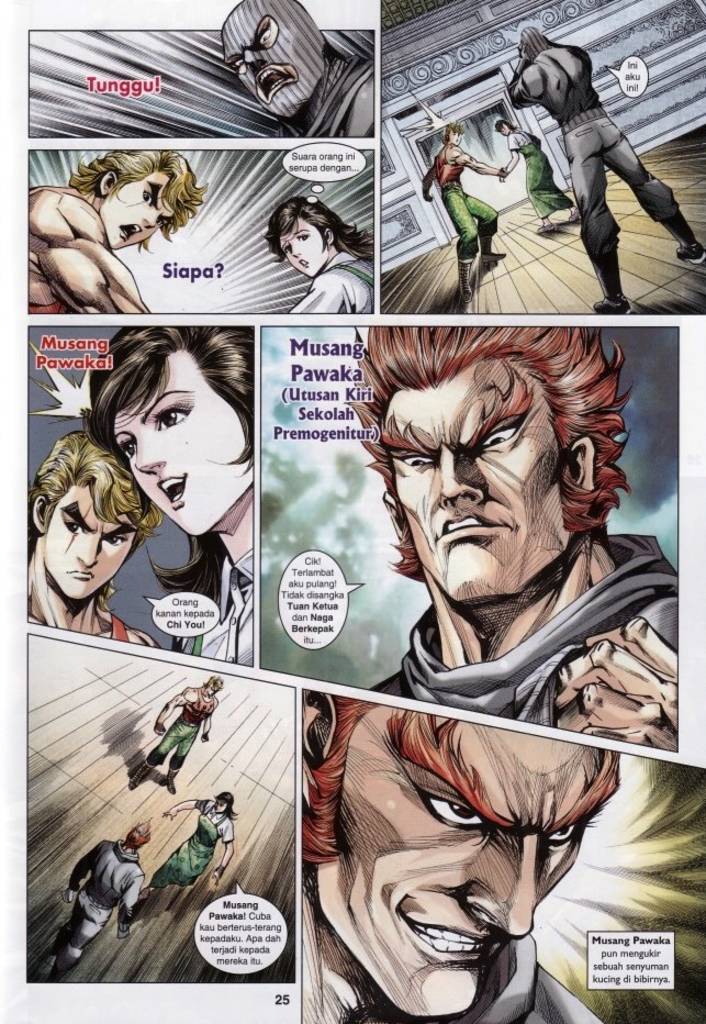 Tunggu!
Ini
aku
ini!
Suara orang ini
serupa dengan...
Siapa?
Musang
Pawaka!
Orang
kanan kepada
Chi You!
Musang
Pawaka
(Utusan Kiri
Sekolah
Premogenitur)
Cik!
Terlambat
aku pulang!
Tidak disangka
Tuan Ketua
dan Naga
Berkepak
itu...
Musang
Pawaka! Cuba
kau berterus-terang
kepadaku. Apa dah
terjadi kepada
mereka itu.
Musang Pawaka
pun mengukir
sebuah senyuman
kucing di bibirnya.
25